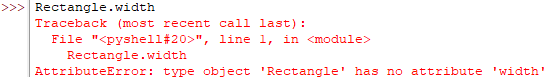 >>> Rectangle.width
Traceback (most recent call last):
File "<pyshell#20>", line 1, in <module>
Rectangle.width
AttributeError: type object 'Rectangle' has no attribute 'width'